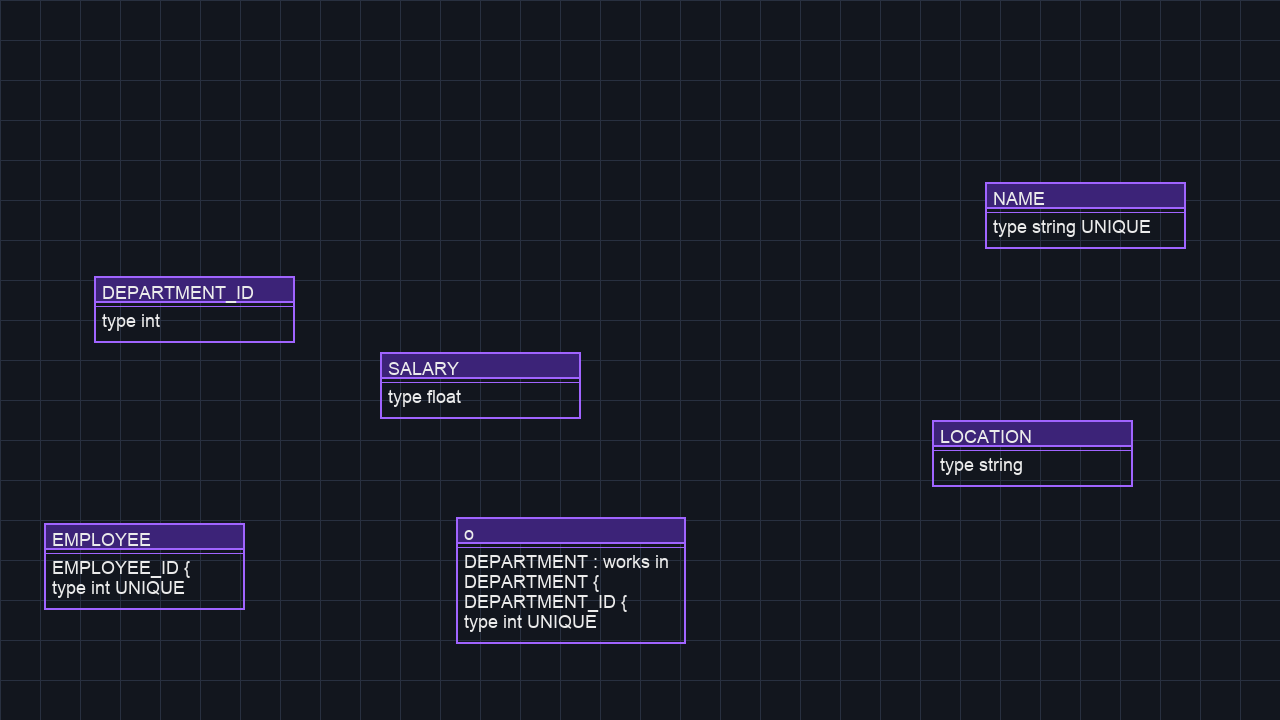 NAME
type string UNIQUE
DEPARTMENT_ID
type int
SALARY
type float
LOCATION
type string
EMPLOYEE
EMPLOYEE_ID {
type int UNIQUE
o
DEPARTMENT : works in
DEPARTMENT {
DEPARTMENT_ID {
type int UNIQUE